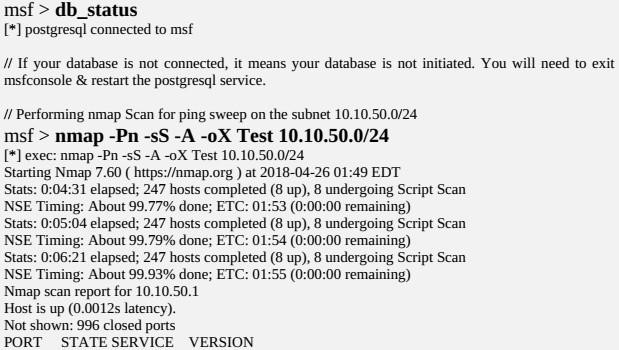 msf > db_status
[*] postgresql connected to msf
// If your database is not connected, it means your database is not initiated. You will need to exit
msfconsole & restart the postgresql service.
// Performing nmap Scan for ping sweep on the subnet 10.10.50.0/24
msf > nmap -Pn -sS -A -oX Test 10.10.50.0/24
[*] exec: nmap -Pn -sS -A -oX Test 10.10.50.0/24
Starting Nmap 7.60 ( https://nmap.org ) at 2018-04-26 01:49 EDT
Stats: 0:04:31 elapsed; 247 hosts completed (8 up), 8 undergoing Script Scan
NSE Timing: About 99.77% done; ETC: 01:53 (0:00:00 remaining)
Stats: 0:05:04 elapsed; 247 hosts completed (8 up), 8 undergoing Script Scan
NSE Timing: About 99.79% done; ETC: 01:54 (0:00:00 remaining)
Stats: 0:06:21 elapsed; 247 hosts completed (8 up), 8 undergoing Script Scan
NSE Timing: About 99.93% done; ETC: 01:55 (0:00:00 remaining)
Nmap scan report for 10.10.50.1
Host is up (0.0012s latency).
Not shown: 996 closed ports
PORT STATE SERVICE VERSION